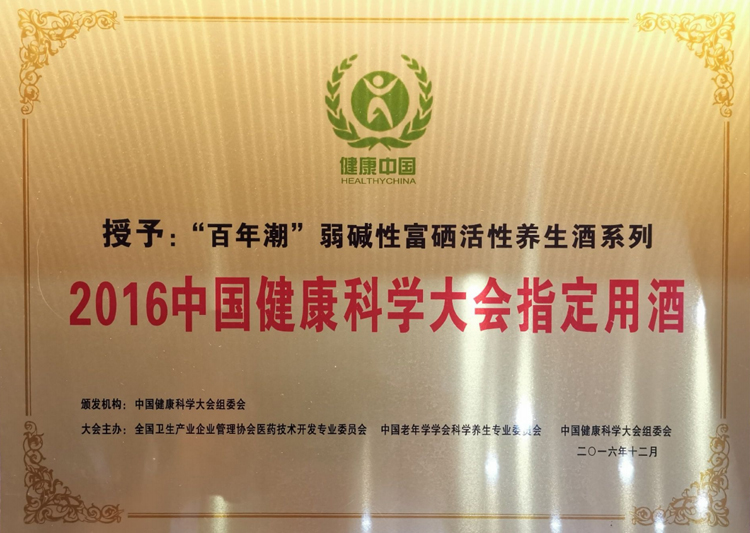 健康中国
HEALTHYCHINA
授予：“百年潮”弱碱性富硒活性养生酒系列
2016中国健康科学大会指定用酒
颁发机构：中国健康科学大会组委会
大会主办：全国卫生产业企业管理协会医药技术开发专业委员会 中国老年学学会科学养生专业委员会 中国健康科学大会组委会
二〇一六年十二月